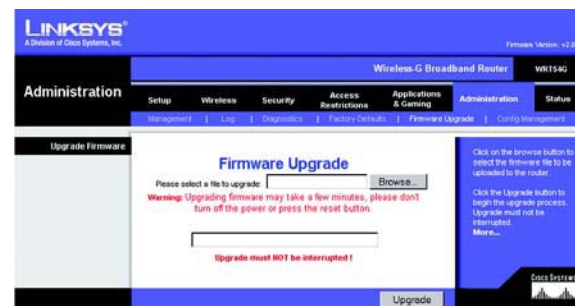 LINKSYS®
A Division of Cisco Systems, Inc.
Firmware Version: v2.0
Wireless-G Broadband Router WRT54G
Administration
Setup Wireless Security Access Restrictions Applications & Gaming Administration Status
Management | Log | Diagnostics | Factory Defaults | Firmware Upgrade | Config Management
Upgrade Firmware
Firmware Upgrade
Please select a file to upgrade: Browse...
Warning: Upgrading firmware may take a few minutes, please don't
turn off the power or press the reset button.
Upgrade must NOT be interrupted !
Click on the browse button to
select the firmware file to be
uploaded to the router.
Click the Upgrade button to
begin the upgrade process.
Upgrade must not be
interrupted.
More...
Cisco Systems
Upgrade